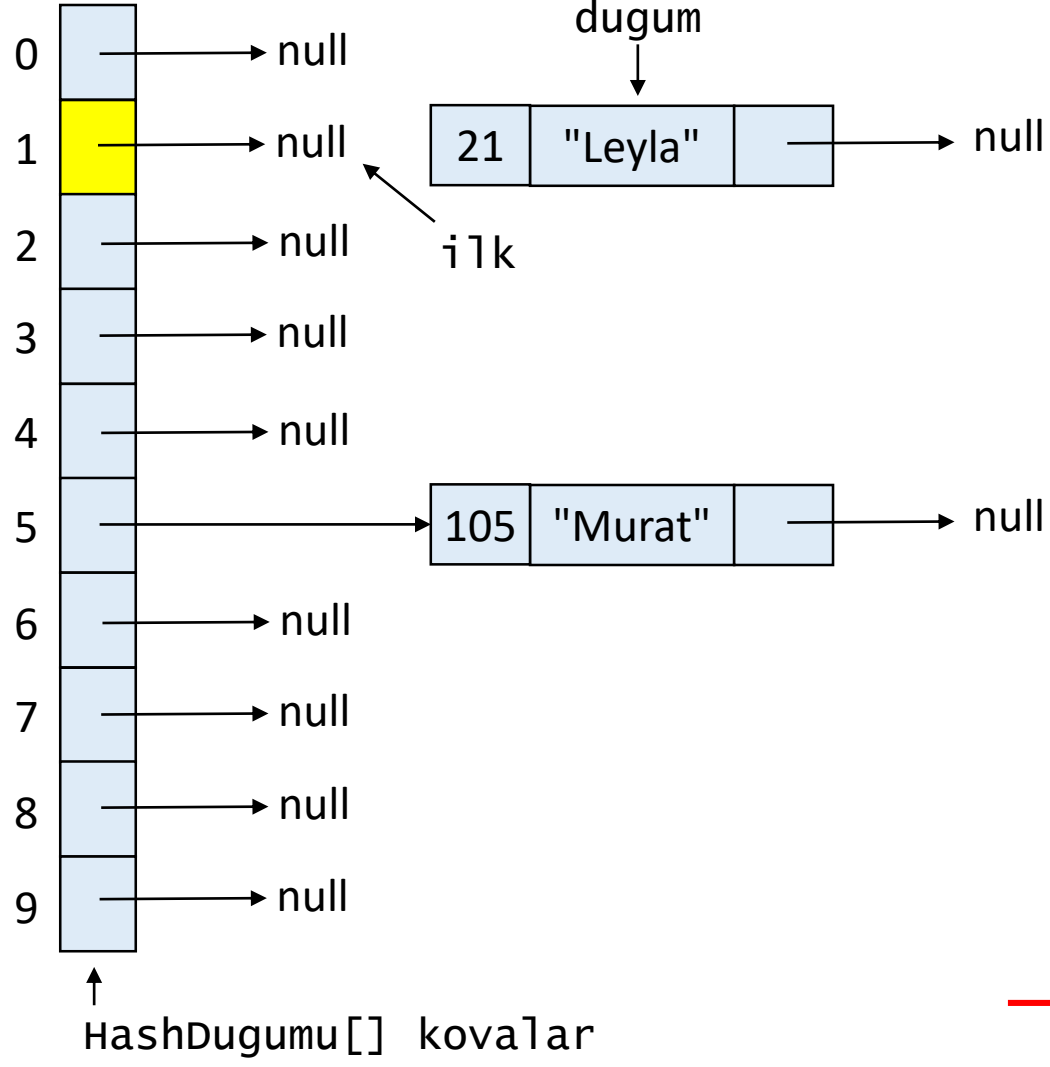 dugum
0 null
1 null 21 "Leyla" null
ilk
2 null
3 null
4 null
5 105 "Murat" null
6 null
7 null
8 null
9 null
HashDugumu[] kovalar